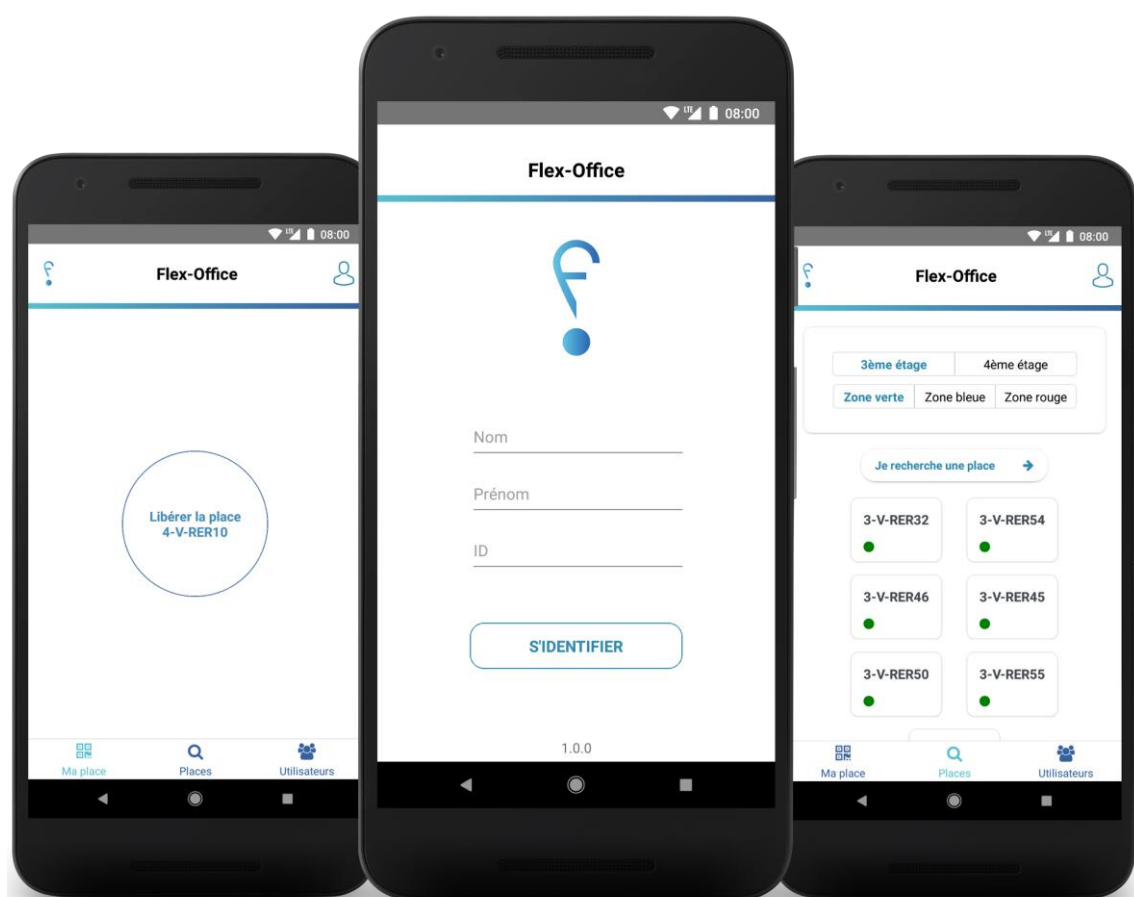 LTE 08:00
Flex-Office
Libérer la place
4-V-RER10
Ma place Places Utilisateurs
LTE 08:00
Flex-Office
Nom
Prénom
ID
S'IDENTIFIER
1.0.0
LTE 08:00
Flex-Office
3ème étage 4ème étage
Zone verte Zone bleue Zone rouge
Je recherche une place
3-V-RER32 3-V-RER54
3-V-RER46 3-V-RER45
3-V-RER50 3-V-RER55
Ma place Places Utilisateurs